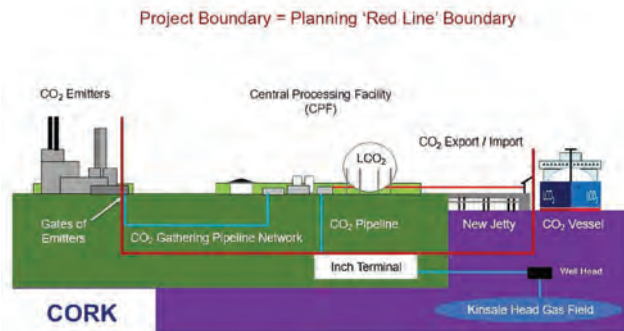 Project Boundary = Planning 'Red Line' Boundary
CO₂ Emitters
Central Processing Facility
(CPF)
LCO₂
CO₂ Export / Import
Gates of
Emitters
CO₂ Gathering Pipeline Network
CO₂ Pipeline
New Jetty
CO₂ Vessel
Inch Terminal
Well Head
CORK
Kinsale Head Gas Field